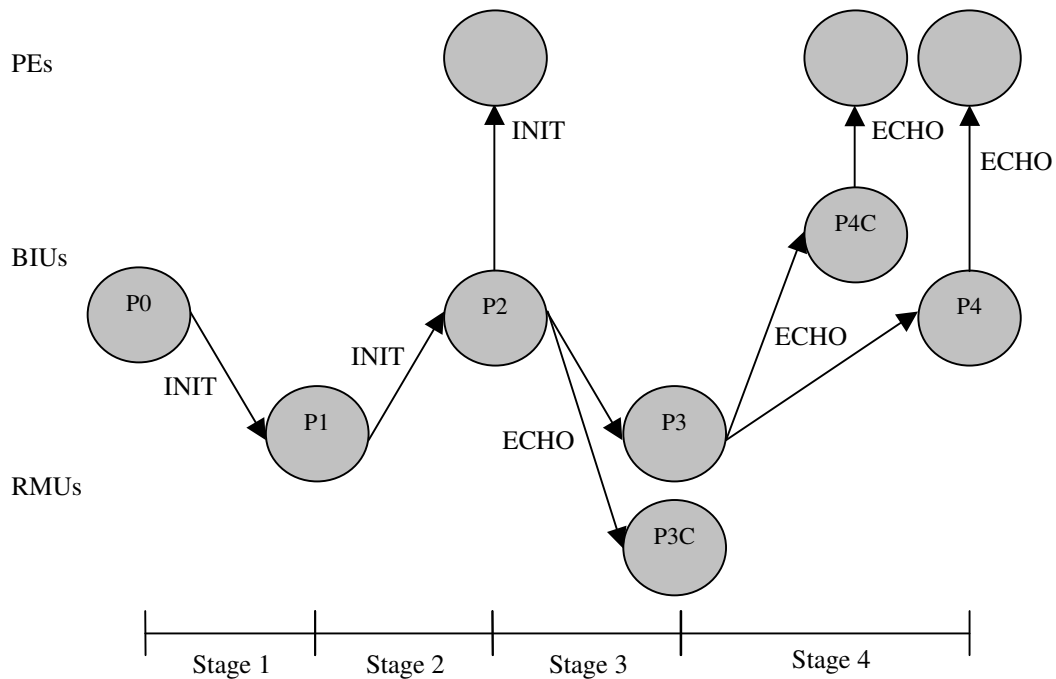 PEs
INIT
ECHO
ECHO
P4C
BIUs
P0
P2
P4
INIT
INIT
ECHO
P1
P3
ECHO
RMUs
P3C
Stage 1
Stage 2
Stage 3
Stage 4